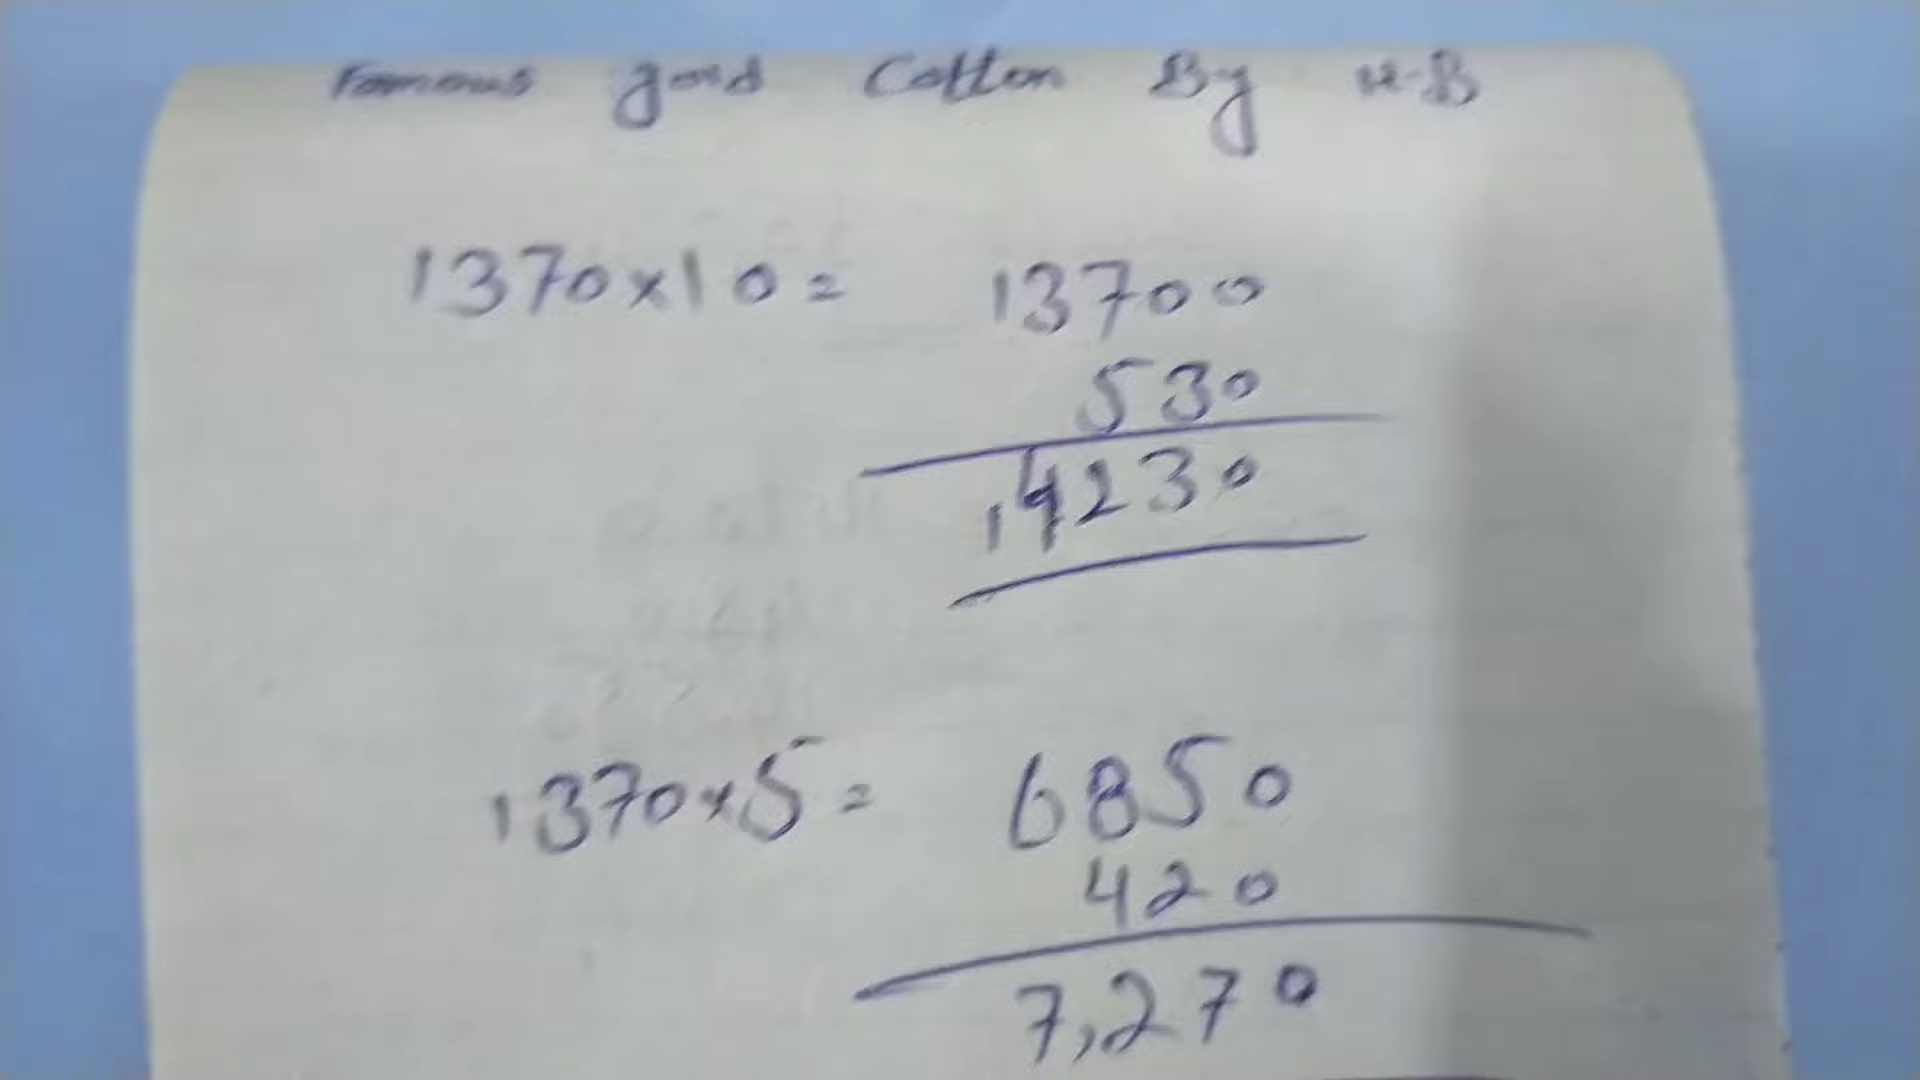 Famous gold Cotton By H-B
1370x10= 13700
530
14230
1370x5= 6850
420
7,270